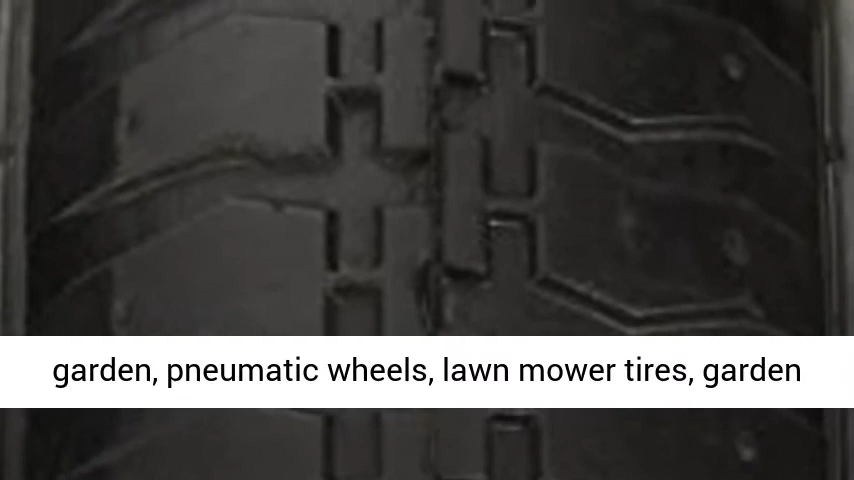 garden, pneumatic wheels, lawn mower tires, garden